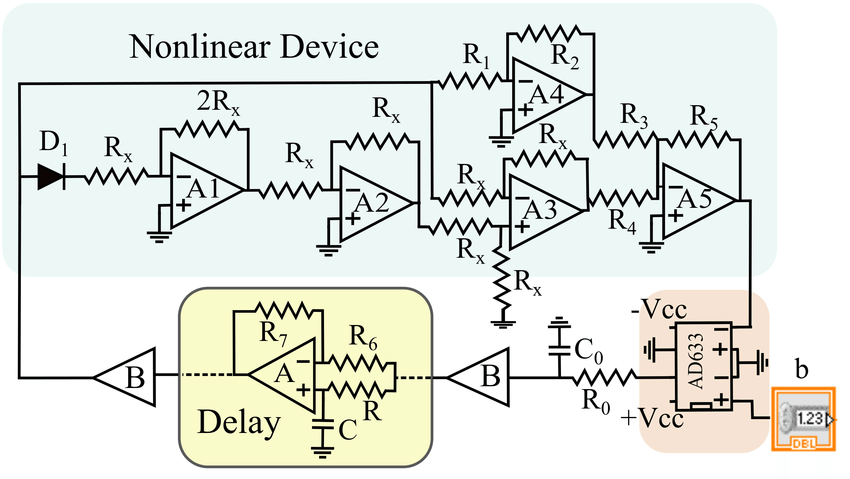 Nonlinear Device
R1
R2
A4
2Rx
Rx
R3
R5
D1
Rx
A1
Rx
A2
Rx
Rx
A3
R4
A5
Rx
Rx
-Vcc
R7
R6
A
R
C
Delay
B
B
C0
R0
AD633
+Vcc
b
1.23
DBL